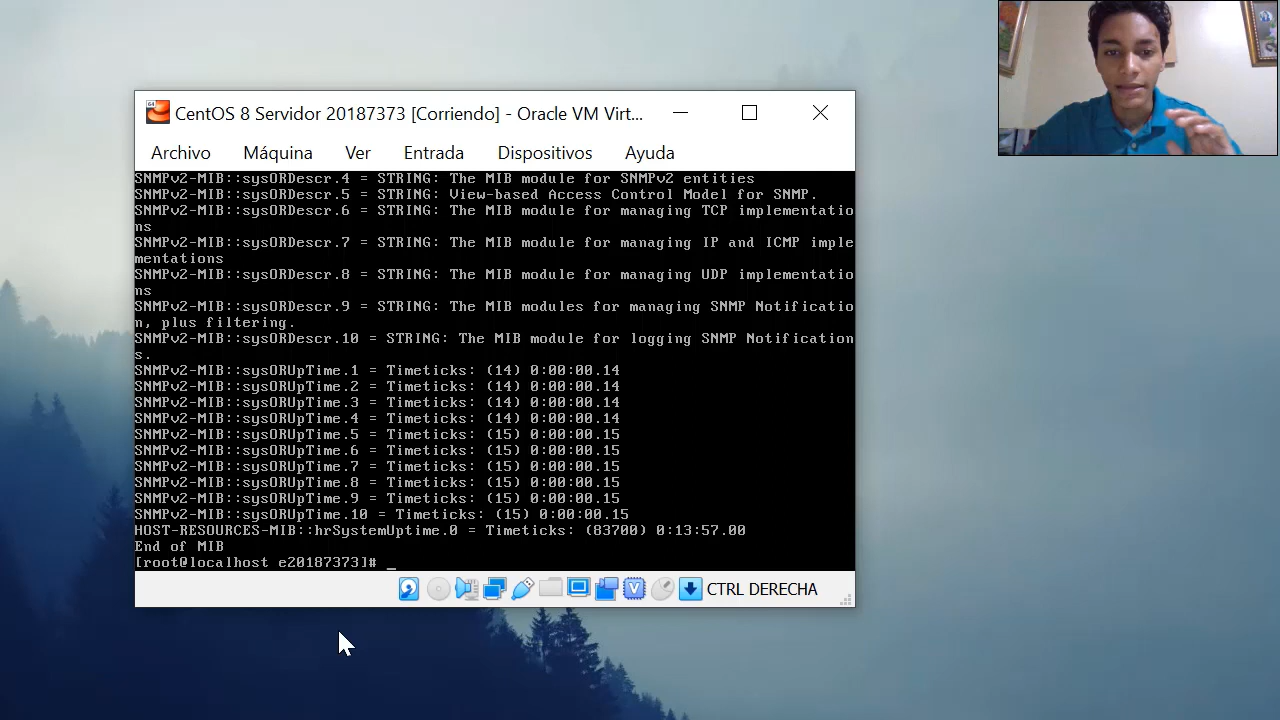 CentOS 8 Servidor 20187373 [Corriendo] - Oracle VM Virt...
Archivo Máquina Ver Entrada Dispositivos Ayuda
SNMPv2-MIB::sysORDescr.4 = STRING: The MIB module for SNMPv2 entities
SNMPv2-MIB::sysORDescr.5 = STRING: View-based Access Control Model for SNMP.
SNMPv2-MIB::sysORDescr.6 = STRING: The MIB module for managing TCP implementatio
ns
SNMPv2-MIB::sysORDescr.7 = STRING: The MIB module for managing IP and ICMP imple
mentations
SNMPv2-MIB::sysORDescr.8 = STRING: The MIB module for managing UDP implementatio
ns
SNMPv2-MIB::sysORDescr.9 = STRING: The MIB modules for managing SNMP Notificatio
n, plus filtering.
SNMPv2-MIB::sysORDescr.10 = STRING: The MIB module for logging SNMP Notification
s.
SNMPv2-MIB::sysORUpTime.1 = Timeticks: (14) 0:00:00.14
SNMPv2-MIB::sysORUpTime.2 = Timeticks: (14) 0:00:00.14
SNMPv2-MIB::sysORUpTime.3 = Timeticks: (14) 0:00:00.14
SNMPv2-MIB::sysORUpTime.4 = Timeticks: (14) 0:00:00.14
SNMPv2-MIB::sysORUpTime.5 = Timeticks: (15) 0:00:00.15
SNMPv2-MIB::sysORUpTime.6 = Timeticks: (15) 0:00:00.15
SNMPv2-MIB::sysORUpTime.7 = Timeticks: (15) 0:00:00.15
SNMPv2-MIB::sysORUpTime.8 = Timeticks: (15) 0:00:00.15
SNMPv2-MIB::sysORUpTime.9 = Timeticks: (15) 0:00:00.15
SNMPv2-MIB::sysORUpTime.10 = Timeticks: (15) 0:00:00.15
HOST-RESOURCES-MIB::hrSystemUptime.0 = Timeticks: (83700) 0:13:57.00
End of MIB
[root@localhost e20187373]# _
CTRL DERECHA